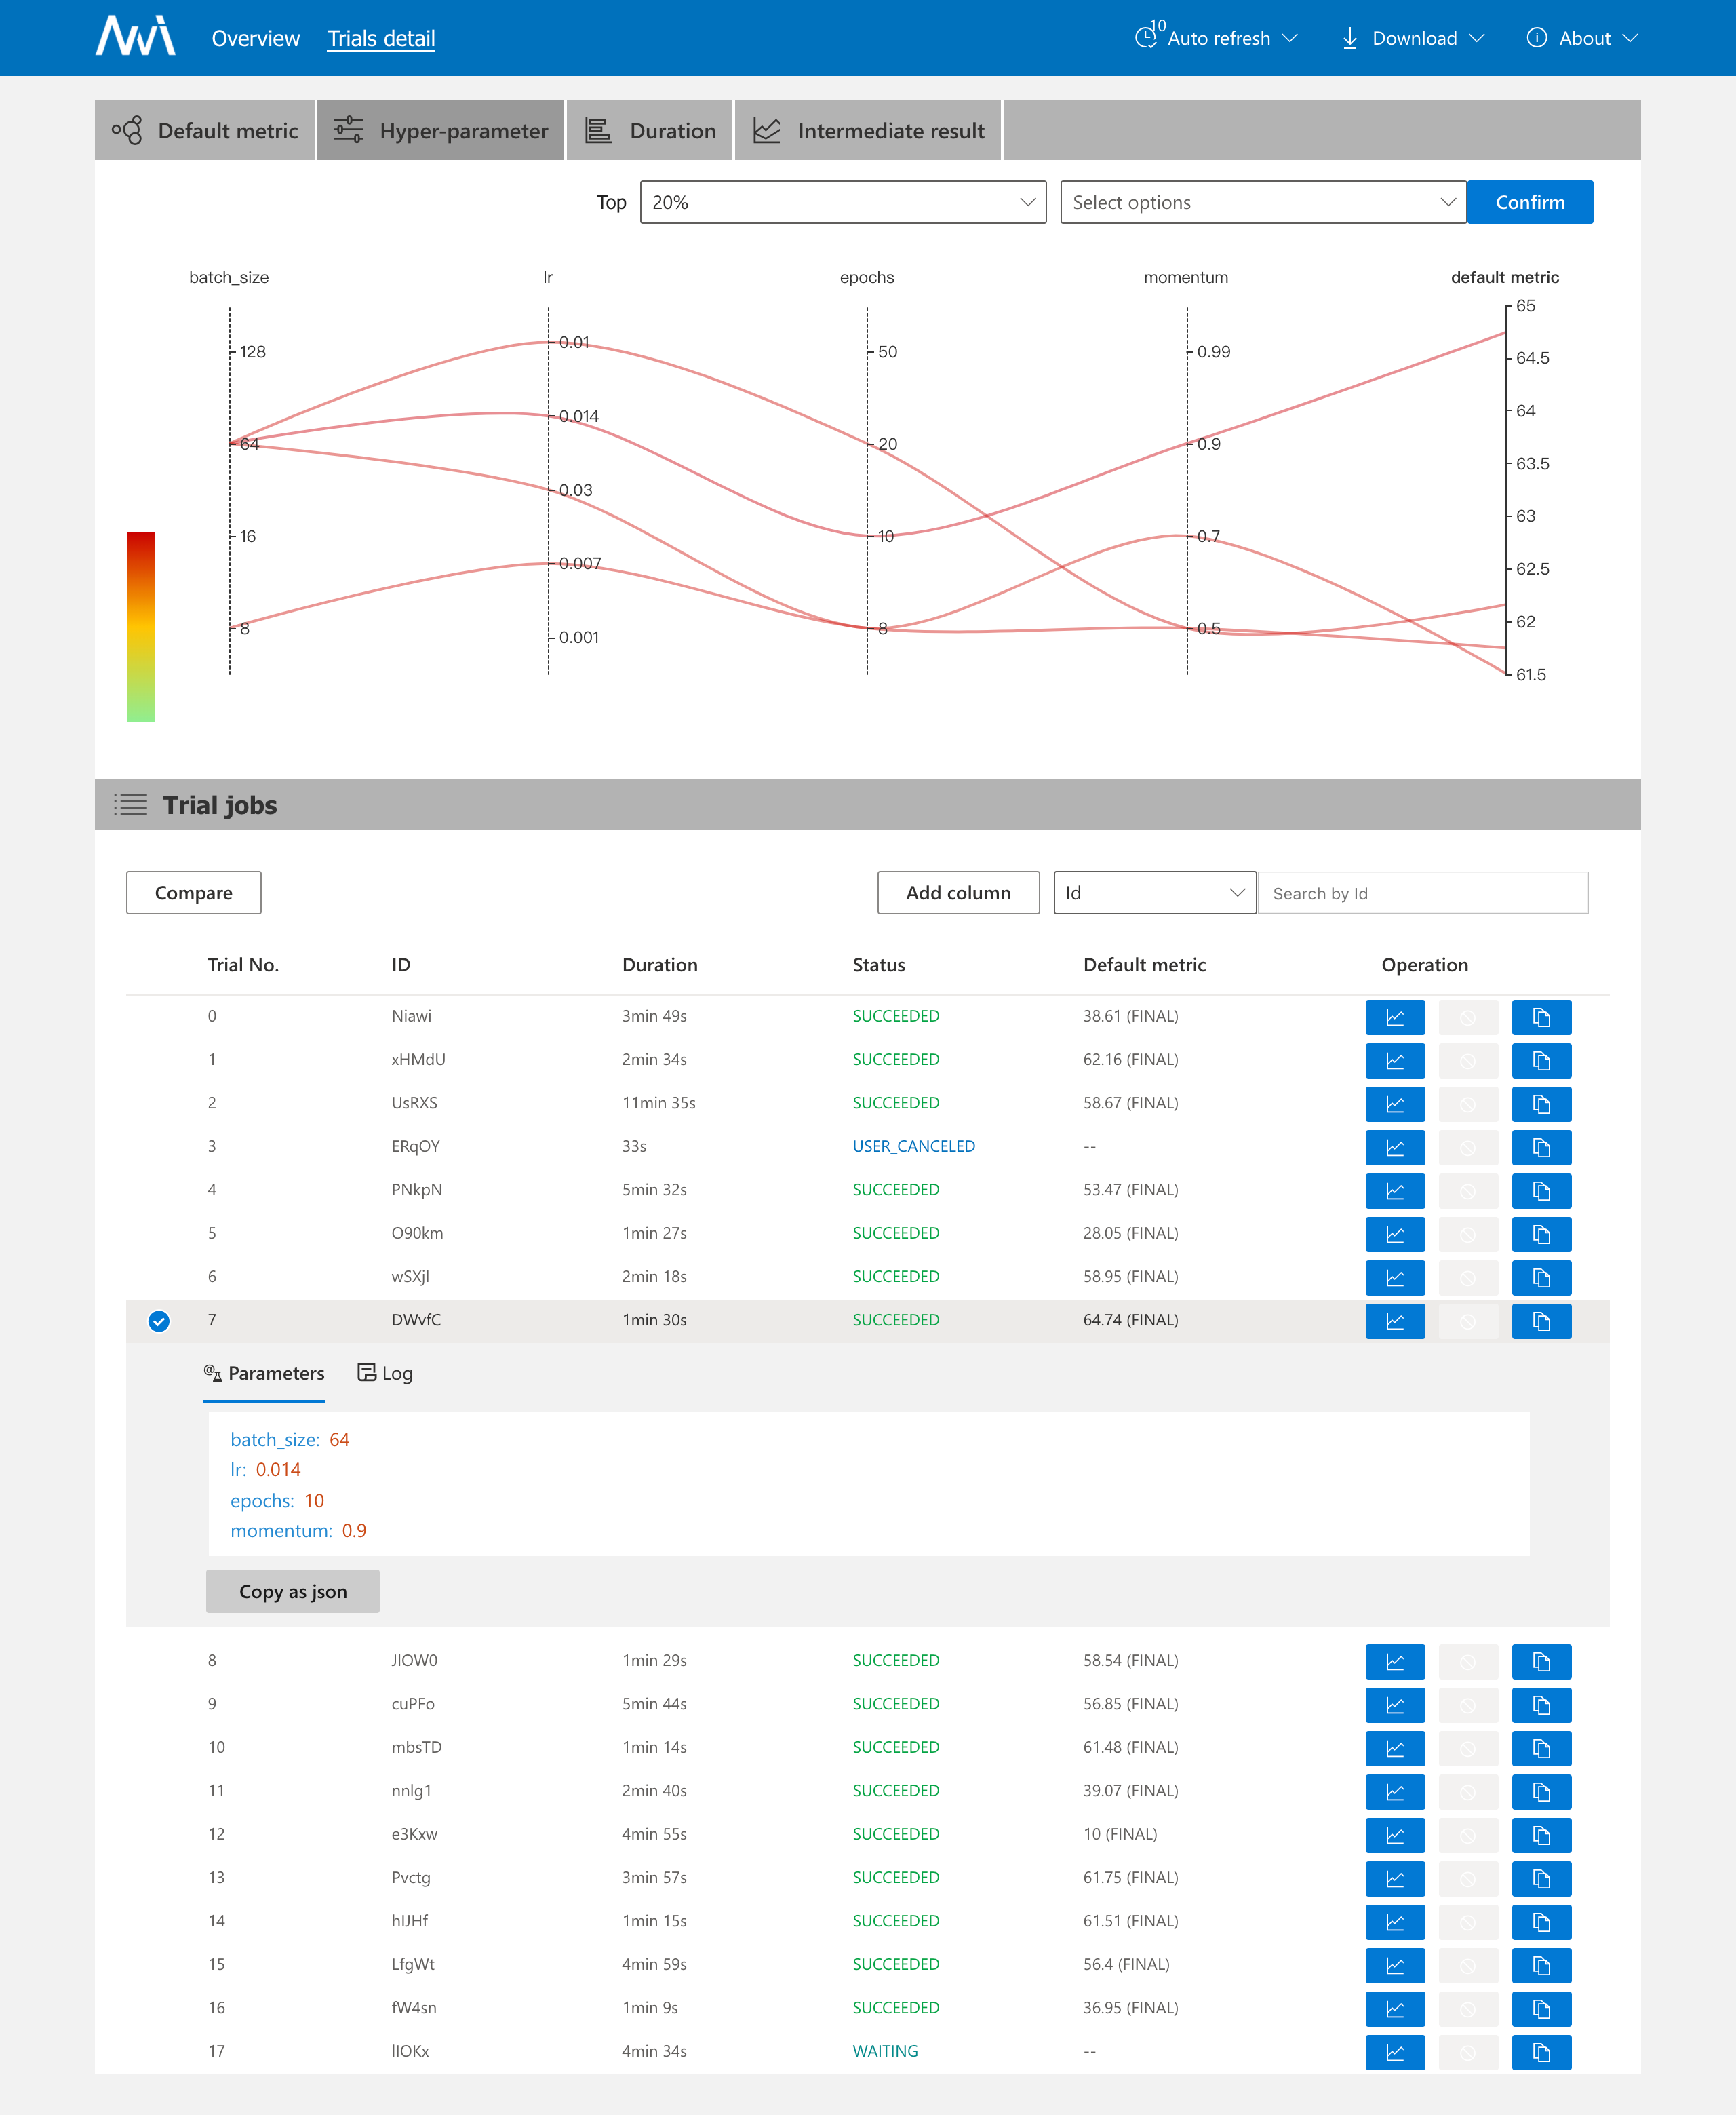 NNi Overview Trials detail 10 Auto refresh Download About
Default metric Hyper-parameter Duration Intermediate result
Top 20% Select options Confirm
batch_size lr epochs momentum default metric
65
128 0.01 50 0.99 64.5
0.014 64
64 20 0.9 63.5
0.03 63
16 10 0.7 62.5
0.007
8 0.001 8 0.5 62
61.5
Trial jobs
Compare Add column Id Search by Id
Trial No. ID Duration Status Default metric Operation
0 Niawi 3min 49s SUCCEEDED 38.61 (FINAL)
1 xHMdU 2min 34s SUCCEEDED 62.16 (FINAL)
2 UsRXS 11min 35s SUCCEEDED 58.67 (FINAL)
3 ERqOY 33s USER_CANCELED --
4 PNkpN 5min 32s SUCCEEDED 53.47 (FINAL)
5 O90km 1min 27s SUCCEEDED 28.05 (FINAL)
6 wSXjl 2min 18s SUCCEEDED 58.95 (FINAL)
7 DWvfC 1min 30s SUCCEEDED 64.74 (FINAL)
Parameters Log
batch_size: 64
lr: 0.014
epochs: 10
momentum: 0.9
Copy as json
8 JlOW0 1min 29s SUCCEEDED 58.54 (FINAL)
9 cuPFo 5min 44s SUCCEEDED 56.85 (FINAL)
10 mbsTD 1min 14s SUCCEEDED 61.48 (FINAL)
11 nnlg1 2min 40s SUCCEEDED 39.07 (FINAL)
12 e3Kxw 4min 55s SUCCEEDED 10 (FINAL)
13 Pvctg 3min 57s SUCCEEDED 61.75 (FINAL)
14 hIJHf 1min 15s SUCCEEDED 61.51 (FINAL)
15 LfgWt 4min 59s SUCCEEDED 56.4 (FINAL)
16 fW4sn 1min 9s SUCCEEDED 36.95 (FINAL)
17 llOKx 4min 34s WAITING --